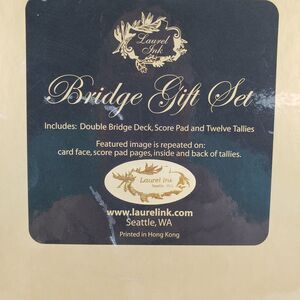 Laurel
Ink
Bridge Gift Set
Includes: Double Bridge Deck, Score Pad and Twelve Tallies
Featured image is repeated on:
card face, score pad pages, inside and back of tallies.
Laurel Ink
Seattle, WA
www.laurelink.com
Seattle, WA
Printed in Hong Kong